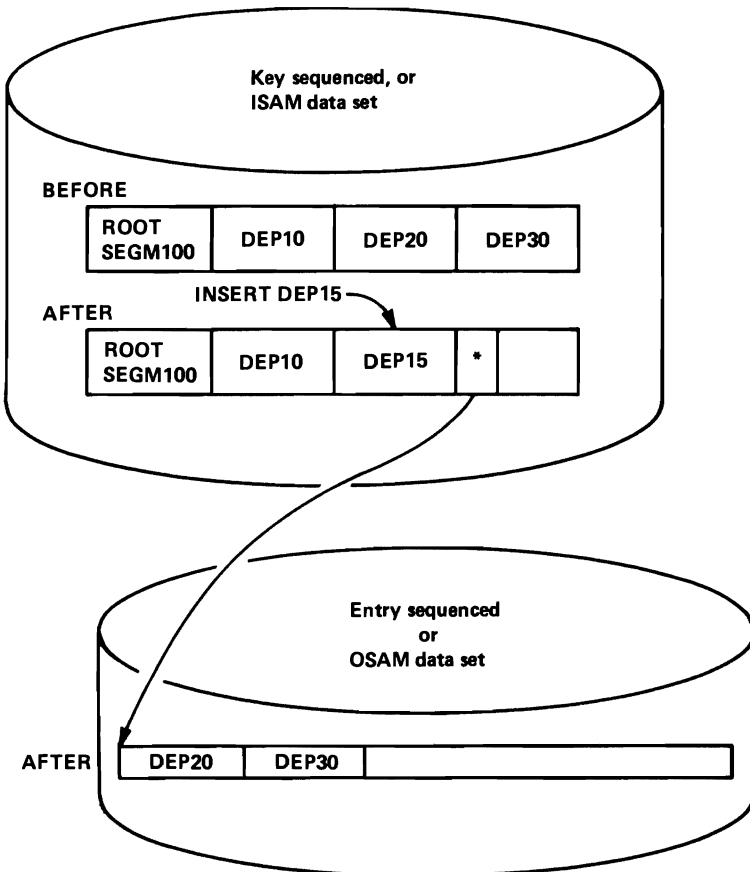 Key sequenced, or
ISAM data set
BEFORE
ROOT
SEGM100
DEP10
DEP20
DEP30
INSERT DEP15
AFTER
ROOT
SEGM100
DEP10
DEP15
*
Entry sequenced
or
OSAM data set
AFTER
DEP20
DEP30